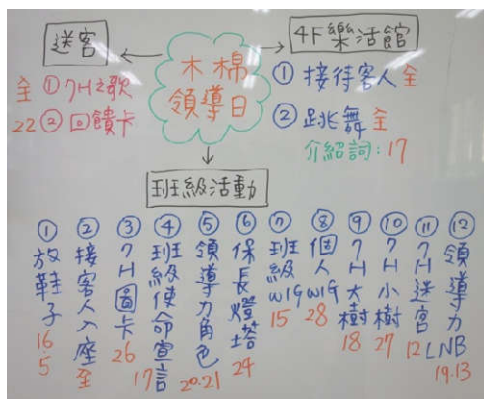 送客
全 ① 7H之歌
22 ② 回饋卡
木棉
領導日
4F樂活館
① 接待客人 全
② 跳舞 全
介紹詞:17
班級活動
① 放鞋子 16.5
② 接客人入座 全
③ 7H圖卡 26
④ 班級使命宣言 17
⑤ 領導力角色 20.21
⑥ 保長燈塔 24
⑦ 班級WIG 15
⑧ 個人WIG 28
⑨ 7H大樹 18
⑩ 7H小樹 27
⑪ 7H迷宮 12
⑫ 領導力LNB 19.13